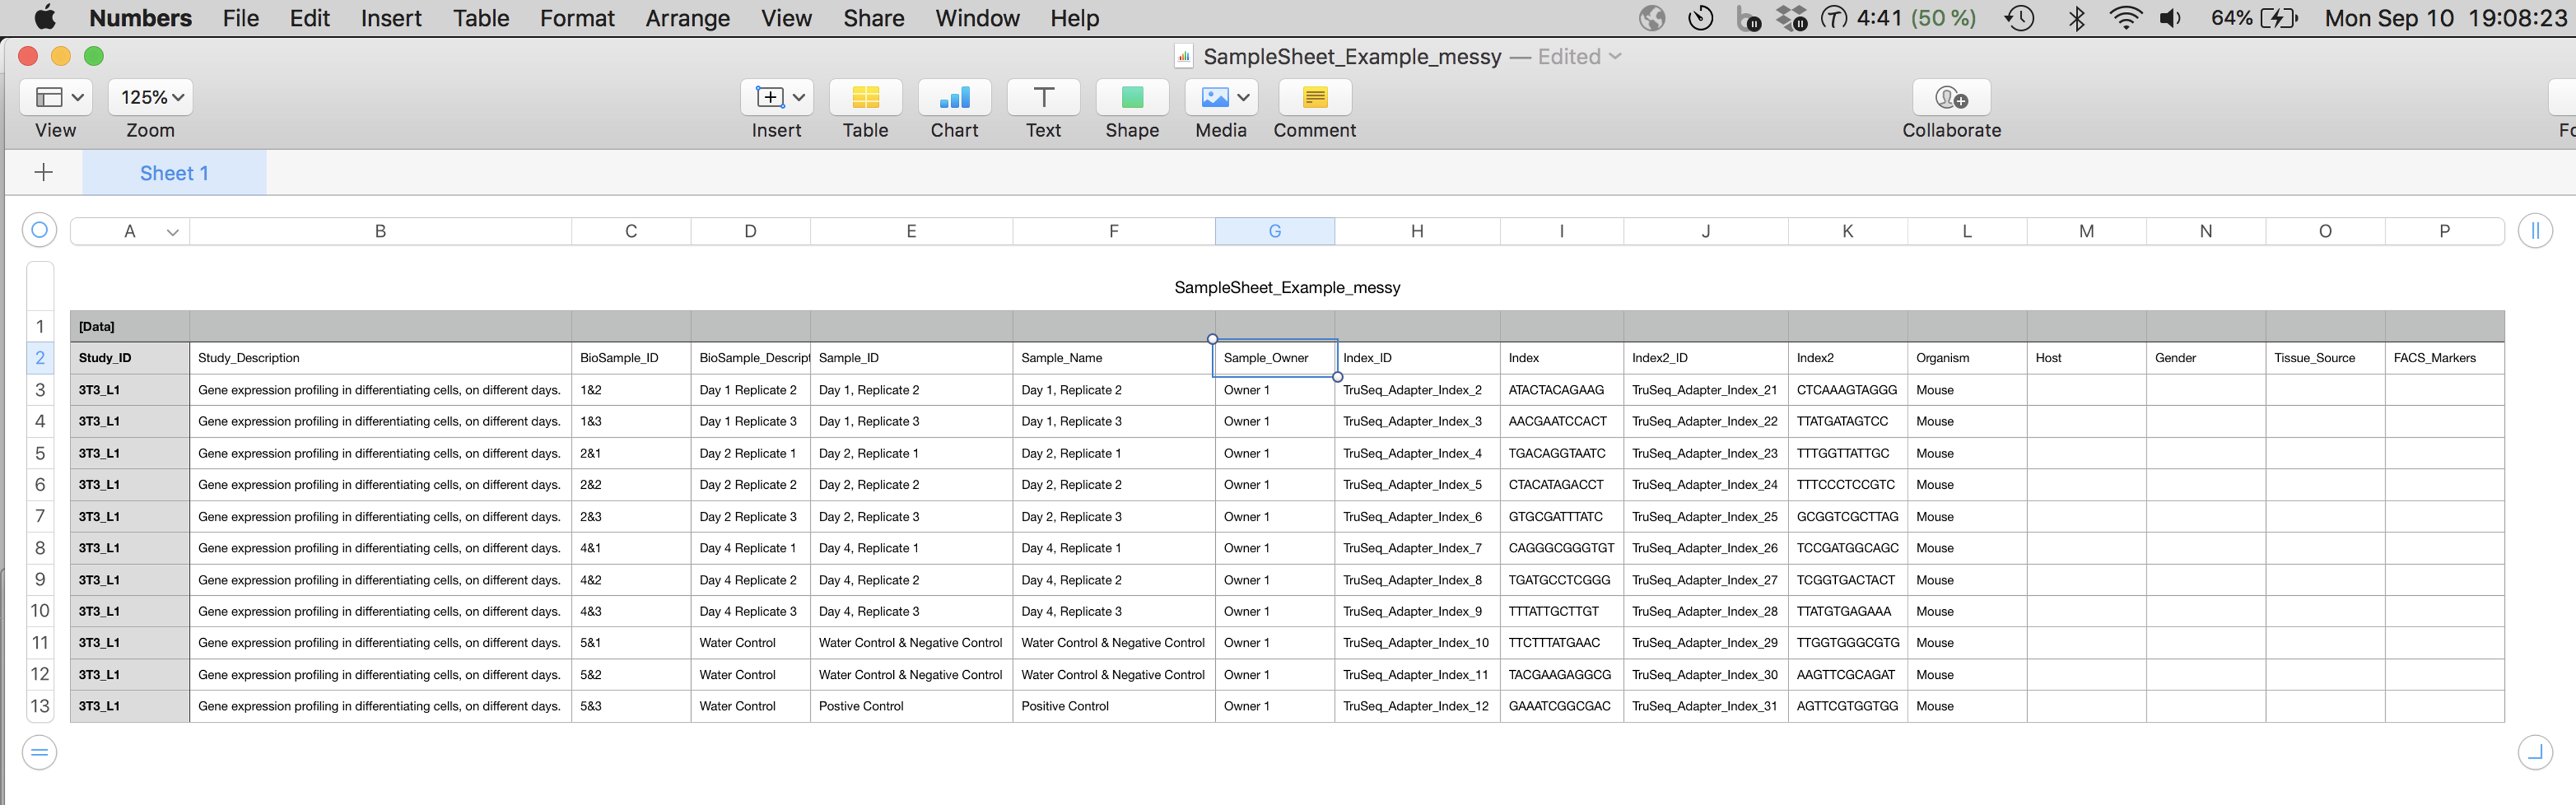 Numbers File Edit Insert Table Format Arrange View Share Window Help 4:41 (50 %) 64% Mon Sep 10 19:08:23
SampleSheet_Example_messy — Edited
125%
View Zoom Insert Table Chart Text Shape Media Comment Collaborate
Sheet 1
A B C D E F G H I J K L M N O P
SampleSheet_Example_messy
1 [Data]
2 Study_ID Study_Description BioSample_ID BioSample_Descript Sample_ID Sample_Name Sample_Owner Index_ID Index Index2_ID Index2 Organism Host Gender Tissue_Source FACS_Markers
3 3T3_L1 Gene expression profiling in differentiating cells, on different days. 1&2 Day 1 Replicate 2 Day 1, Replicate 2 Day 1, Replicate 2 Owner 1 TruSeq_Adapter_Index_2 ATACTACAGAAG TruSeq_Adapter_Index_21 CTCAAAGTAGGG Mouse
4 3T3_L1 Gene expression profiling in differentiating cells, on different days. 1&3 Day 1 Replicate 3 Day 1, Replicate 3 Day 1, Replicate 3 Owner 1 TruSeq_Adapter_Index_3 AACGAATCCACT TruSeq_Adapter_Index_22 TTATGATAGTCC Mouse
5 3T3_L1 Gene expression profiling in differentiating cells, on different days. 2&1 Day 2 Replicate 1 Day 2, Replicate 1 Day 2, Replicate 1 Owner 1 TruSeq_Adapter_Index_4 TGACAGGTAATC TruSeq_Adapter_Index_23 TTTGGTTATTGC Mouse
6 3T3_L1 Gene expression profiling in differentiating cells, on different days. 2&2 Day 2 Replicate 2 Day 2, Replicate 2 Day 2, Replicate 2 Owner 1 TruSeq_Adapter_Index_5 CTACATAGACCT TruSeq_Adapter_Index_24 TTTCCCTCCGTC Mouse
7 3T3_L1 Gene expression profiling in differentiating cells, on different days. 2&3 Day 2 Replicate 3 Day 2, Replicate 3 Day 2, Replicate 3 Owner 1 TruSeq_Adapter_Index_6 GTGCGATTTATC TruSeq_Adapter_Index_25 GCGGTCGCTTAG Mouse
8 3T3_L1 Gene expression profiling in differentiating cells, on different days. 4&1 Day 4 Replicate 1 Day 4, Replicate 1 Day 4, Replicate 1 Owner 1 TruSeq_Adapter_Index_7 CAGGGCGGGTGT TruSeq_Adapter_Index_26 TCCGATGGCAGC Mouse
9 3T3_L1 Gene expression profiling in differentiating cells, on different days. 4&2 Day 4 Replicate 2 Day 4, Replicate 2 Day 4, Replicate 2 Owner 1 TruSeq_Adapter_Index_8 TGATGCCTCGGG TruSeq_Adapter_Index_27 TCGGTGACTACT Mouse
10 3T3_L1 Gene expression profiling in differentiating cells, on different days. 4&3 Day 4 Replicate 3 Day 4, Replicate 3 Day 4, Replicate 3 Owner 1 TruSeq_Adapter_Index_9 TTTATTGCTTGT TruSeq_Adapter_Index_28 TTATGTGAGAAA Mouse
11 3T3_L1 Gene expression profiling in differentiating cells, on different days. 5&1 Water Control Water Control & Negative Control Water Control & Negative Control Owner 1 TruSeq_Adapter_Index_10 TTCTTTATGAAC TruSeq_Adapter_Index_29 TTGGTGGGCGTG Mouse
12 3T3_L1 Gene expression profiling in differentiating cells, on different days. 5&2 Water Control Water Control & Negative Control Water Control & Negative Control Owner 1 TruSeq_Adapter_Index_11 TACGAAGAGGCG TruSeq_Adapter_Index_30 AAGTTCGCAGAT Mouse
13 3T3_L1 Gene expression profiling in differentiating cells, on different days. 5&3 Water Control Postive Control Positive Control Owner 1 TruSeq_Adapter_Index_12 GAAATCGGCGAC TruSeq_Adapter_Index_31 AGTTCGTGGTGG Mouse